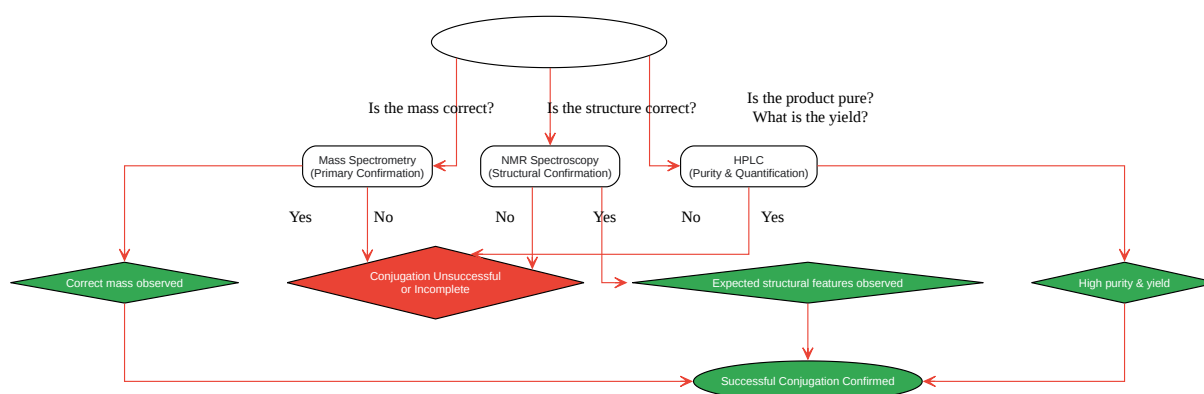 Is the mass correct?
Is the structure correct?
Is the product pure?
What is the yield?
Mass Spectrometry
(Primary Confirmation)
NMR Spectroscopy
(Structural Confirmation)
HPLC
(Purity & Quantification)
Yes
No
No
Yes
No
Yes
Correct mass observed
Conjugation Unsuccessful
or Incomplete
Expected structural features observed
High purity & yield
Successful Conjugation Confirmed